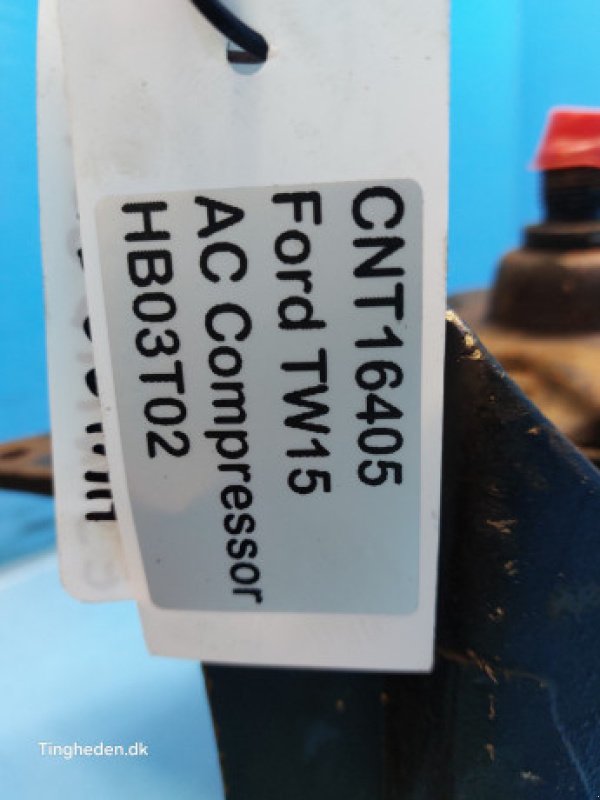 CNT16405
Ford TW15
AC Compressor
HB03T02
Tingheden.dk